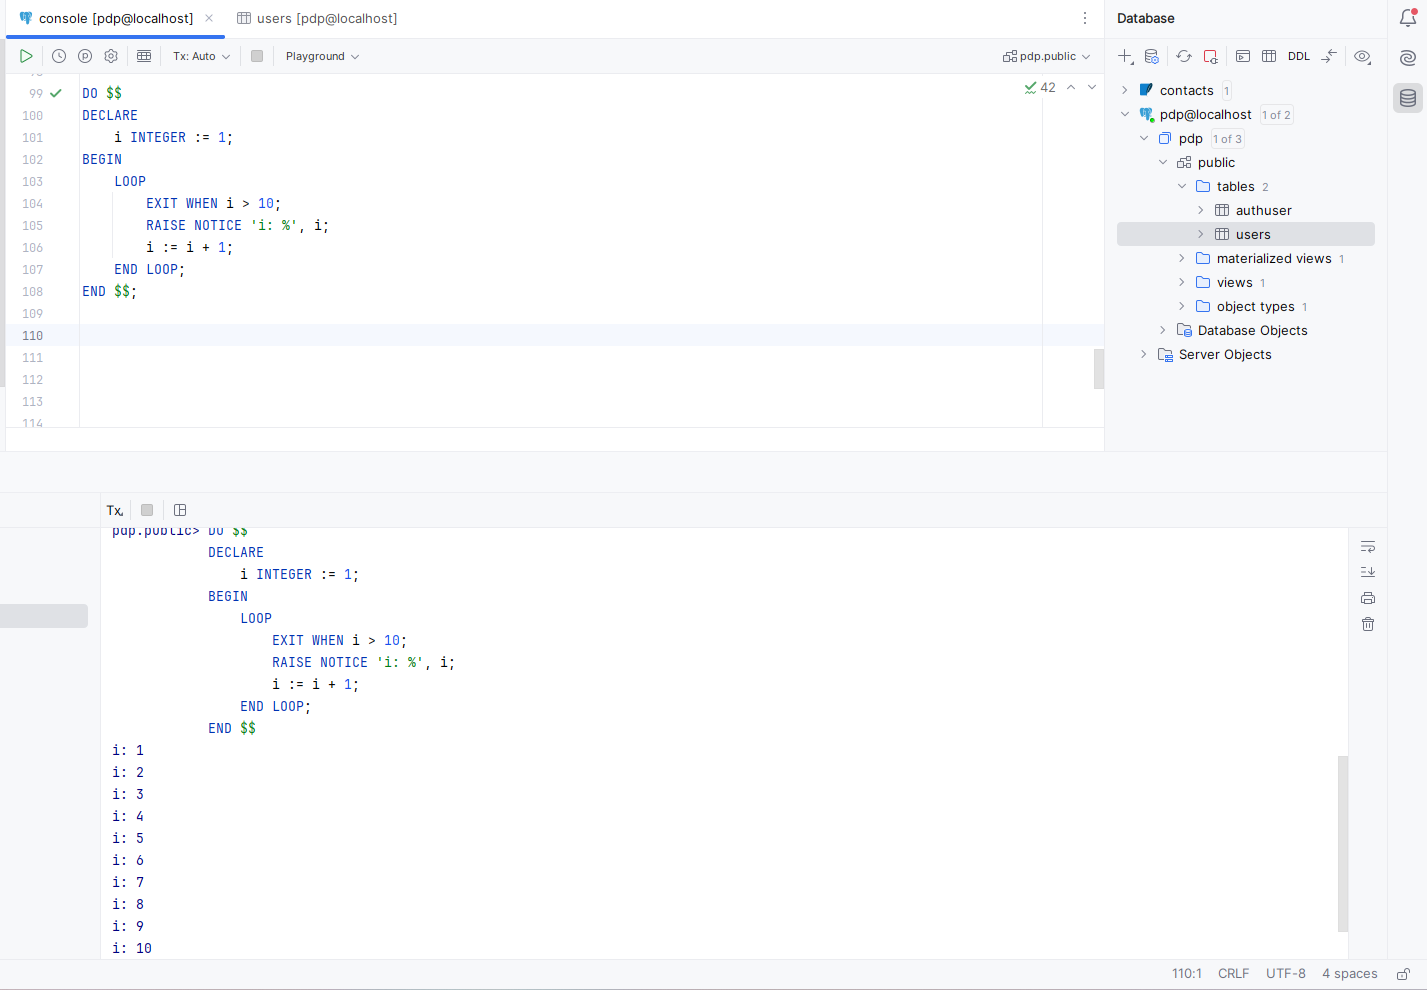 console [pdp@localhost]
users [pdp@localhost]
Database
Tx: Auto
Playground
pdp.public
DDL
99 DO $$
100 DECLARE
101 i INTEGER := 1;
102 BEGIN
103 LOOP
104 EXIT WHEN i > 10;
105 RAISE NOTICE 'i: %', i;
106 i := i + 1;
107 END LOOP;
108 END $$;
109
110
111
112
113
114
42
contacts 1
pdp@localhost 1 of 2
pdp 1 of 3
public
tables 2
authuser
users
materialized views 1
views 1
object types 1
Database Objects
Server Objects
Tx
pdp.public> DO $$
DECLARE
i INTEGER := 1;
BEGIN
LOOP
EXIT WHEN i > 10;
RAISE NOTICE 'i: %', i;
i := i + 1;
END LOOP;
END $$
i: 1
i: 2
i: 3
i: 4
i: 5
i: 6
i: 7
i: 8
i: 9
i: 10
110:1 CRLF UTF-8 4 spaces